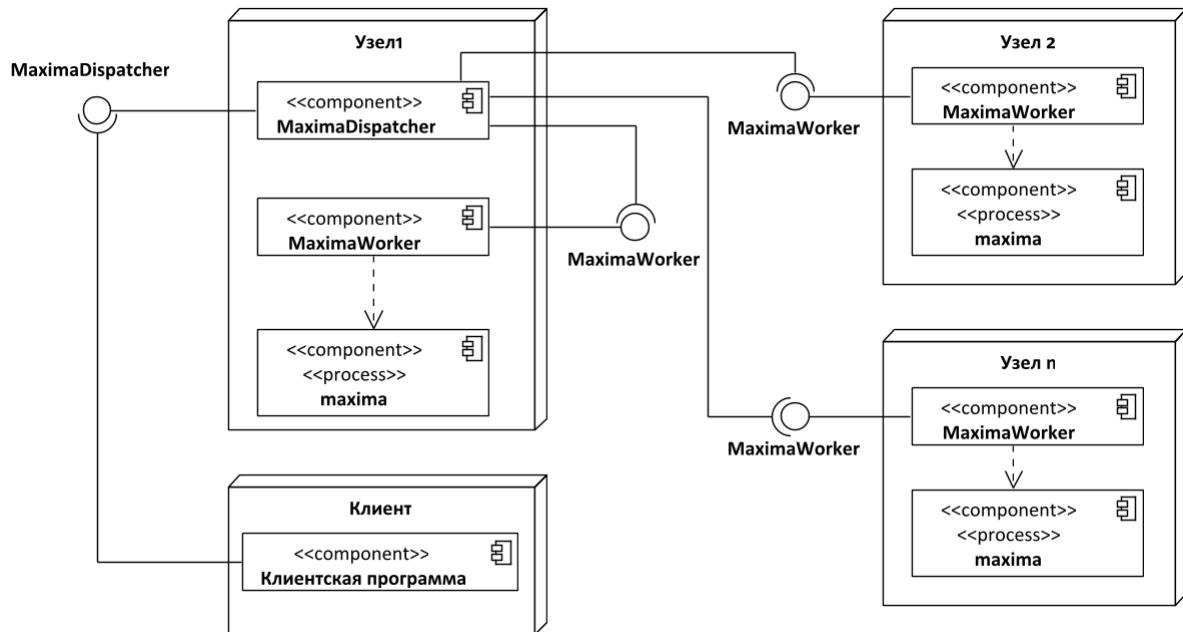 MaximaDispatcher
Узел1
<<component>>
MaximaDispatcher
<<component>>
MaximaWorker
<<component>>
<<process>>
maxima
MaximaWorker
MaximaWorker
Узел 2
<<component>>
MaximaWorker
<<component>>
<<process>>
maxima
MaximaWorker
Узел n
<<component>>
MaximaWorker
<<component>>
<<process>>
maxima
Клиент
<<component>>
Клиентская программа